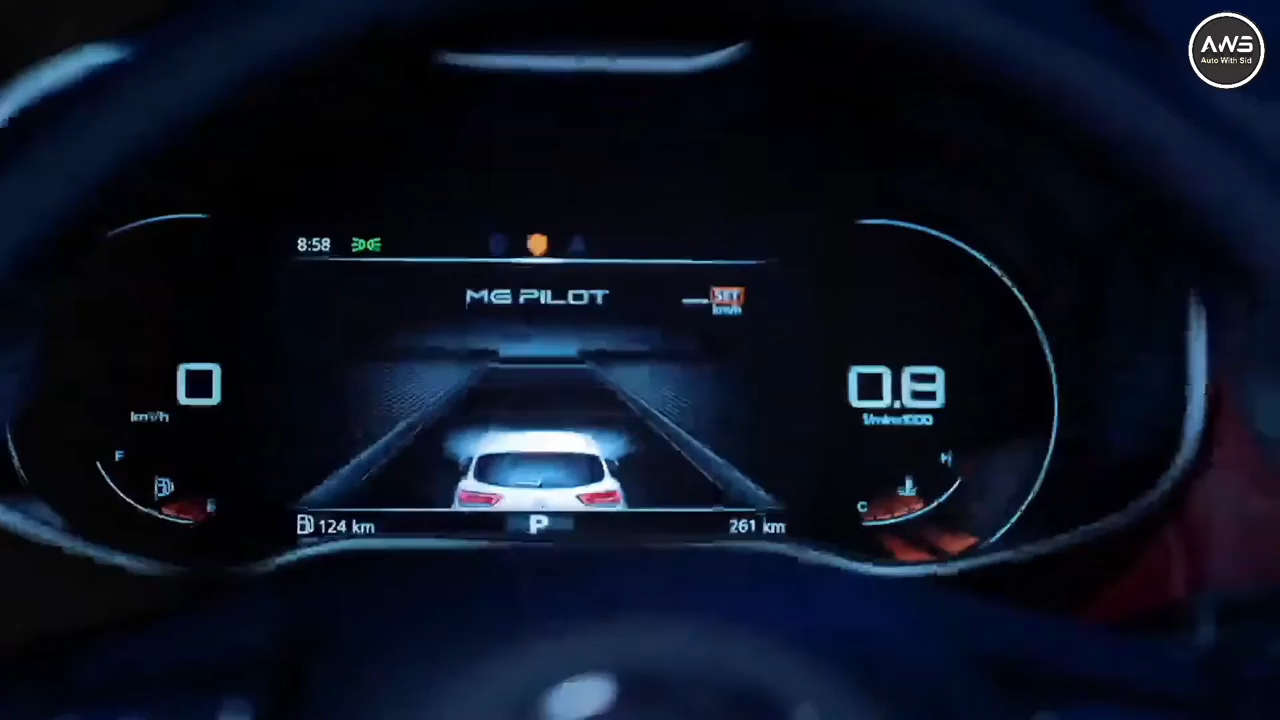 AWS
Auto With Sid
8:58
MG PILOT
SET
km/h
0
km/h
0.8
1/min×1000
F
E
H
C
124 km
P
261 km